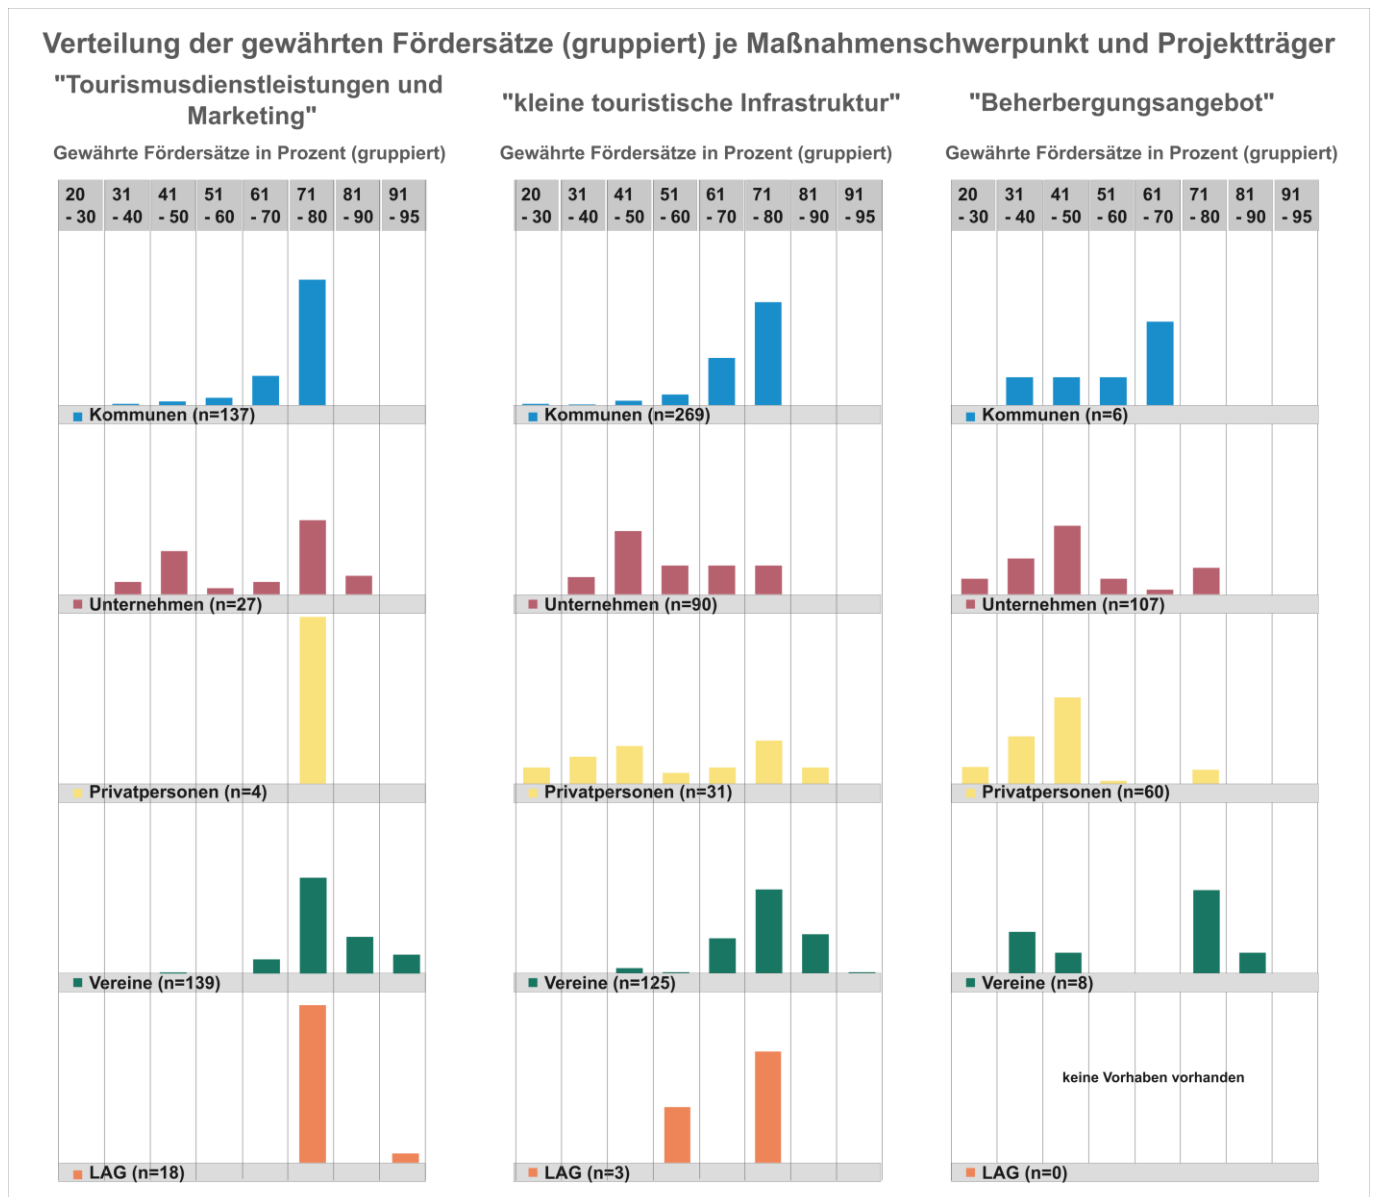 Verteilung der gewährten Fördersätze (gruppiert) je Maßnahmenschwerpunkt und Projektträger
"Tourismusdienstleistungen und
Marketing"
Gewährte Fördersätze in Prozent (gruppiert)
20 31 41 51 61 71 81 91
- 30 - 40 - 50 - 60 - 70 - 80 - 90 - 95
Kommunen (n=137)
Unternehmen (n=27)
Privatpersonen (n=4)
Vereine (n=139)
LAG (n=18)
"kleine touristische Infrastruktur"
Gewährte Fördersätze in Prozent (gruppiert)
20 31 41 51 61 71 81 91
- 30 - 40 - 50 - 60 - 70 - 80 - 90 - 95
Kommunen (n=269)
Unternehmen (n=90)
Privatpersonen (n=31)
Vereine (n=125)
LAG (n=3)
"Beherbergungsangebot"
Gewährte Fördersätze in Prozent (gruppiert)
20 31 41 51 61 71 81 91
- 30 - 40 - 50 - 60 - 70 - 80 - 90 - 95
Kommunen (n=6)
Unternehmen (n=107)
Privatpersonen (n=60)
Vereine (n=8)
keine Vorhaben vorhanden
LAG (n=0)